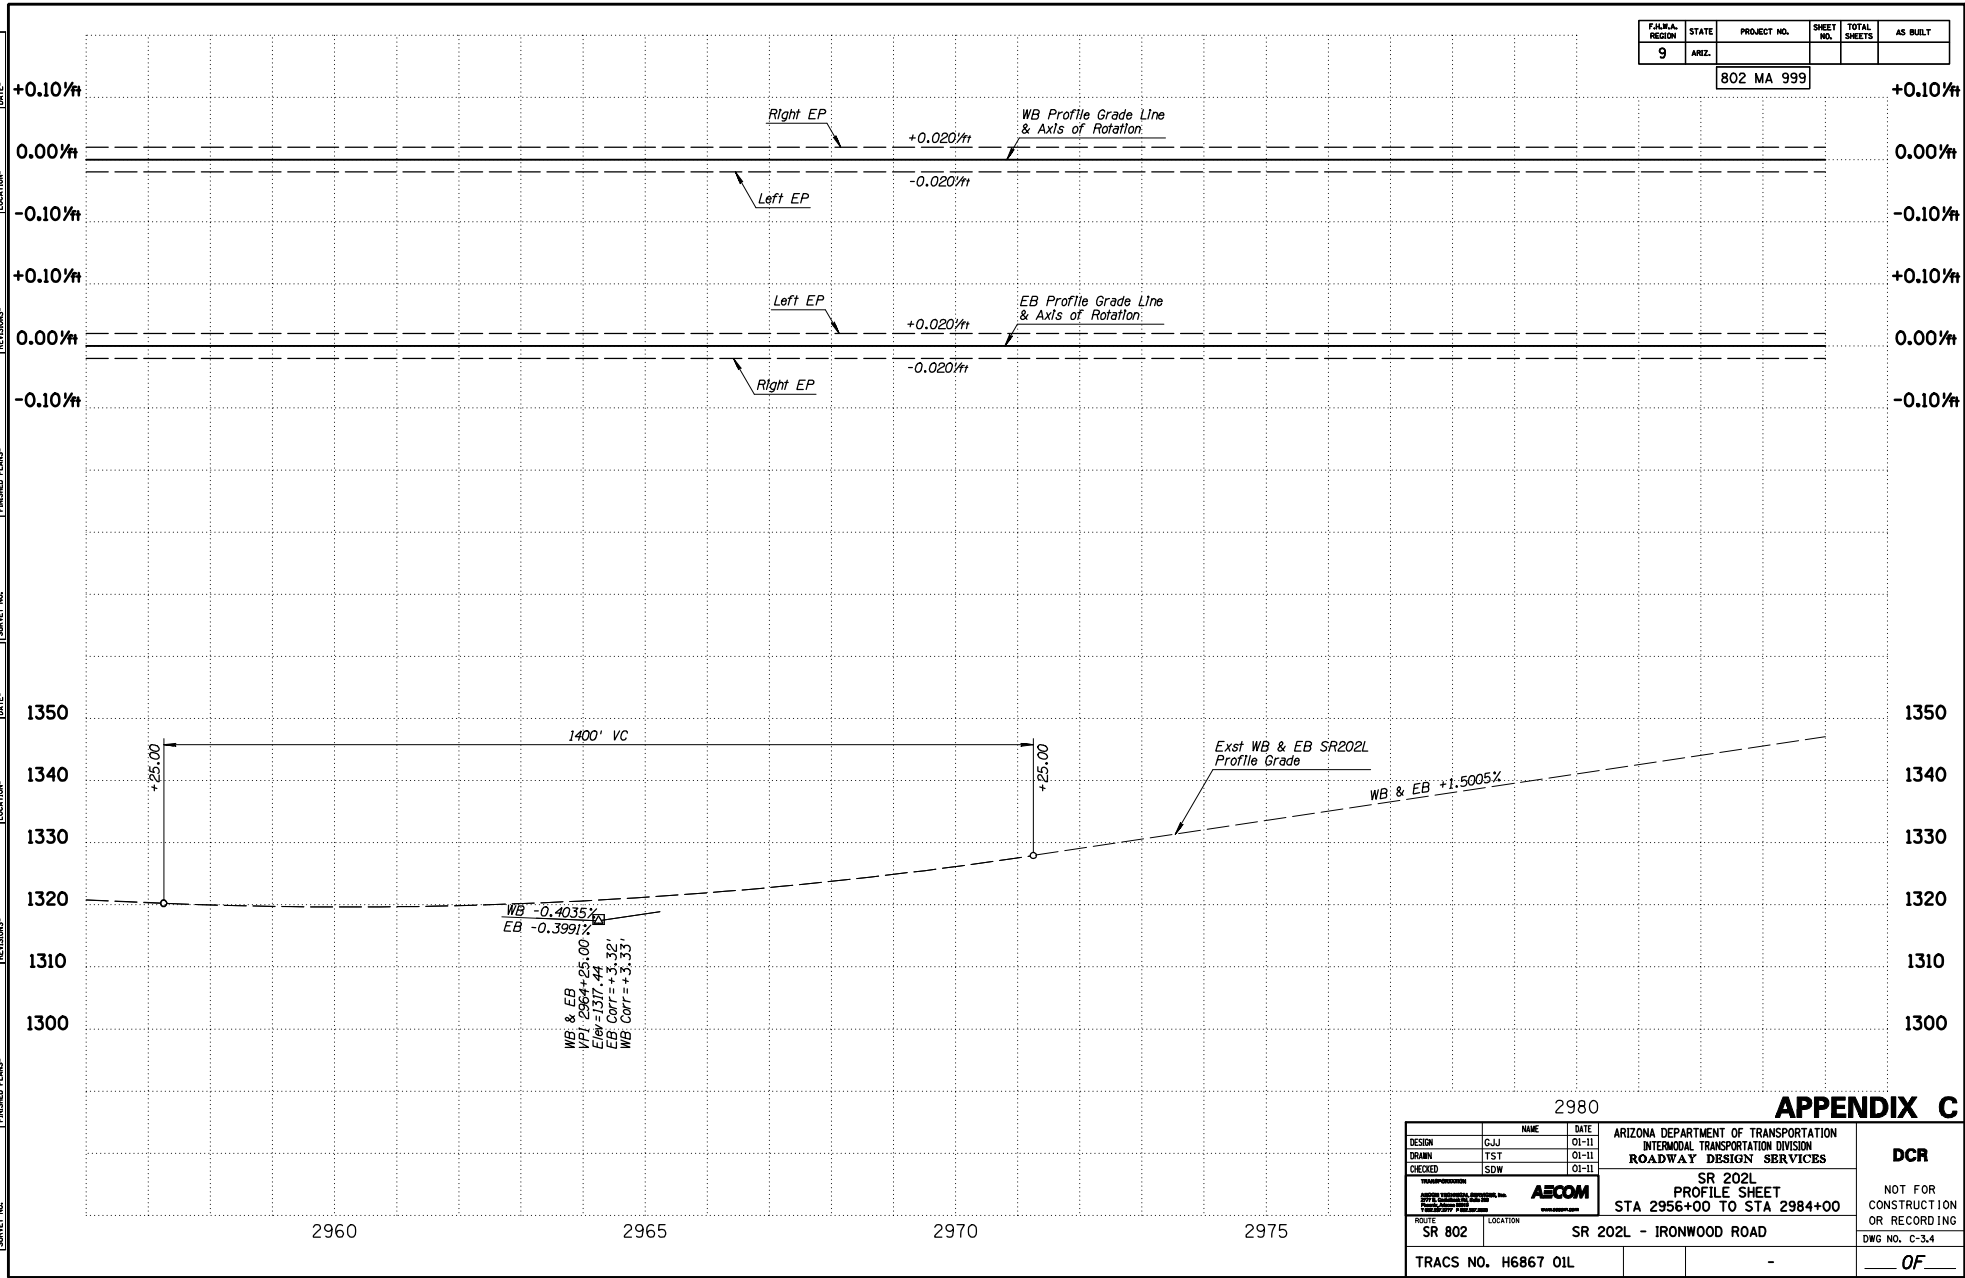 F.H.W.A. REGION
STATE
PROJECT NO.
SHEET NO.
TOTAL SHEETS
AS BUILT
9
ARIZ.
802 MA 999
+0.10'/ft
+0.10'/ft
Right EP
+0.020'/ft
WB Profile Grade Line
& Axis of Rotation
0.00'/ft
0.00'/ft
-0.020'/ft
Left EP
-0.10'/ft
-0.10'/ft
+0.10'/ft
+0.10'/ft
Left EP
+0.020'/ft
EB Profile Grade Line
& Axis of Rotation
0.00'/ft
0.00'/ft
-0.020'/ft
Right EP
-0.10'/ft
-0.10'/ft
1350
1350
1400' VC
+25.00
+25.00
Exst WB & EB SR202L
Profile Grade
1340
1340
WB & EB +1.5005%
1330
1330
1320
1320
WB -0.4035%
EB -0.3991%
1310
1310
WB & EB
VPI 2964+25.00
Elev=1317.44
EB Corr=+3.32'
WB Corr=+3.33'
1300
1300
2960
2965
2970
2975
2980
APPENDIX C
NAME
DATE
DESIGN
GJJ
01-11
DRAWN
TST
01-11
CHECKED
SDW
01-11
ARIZONA DEPARTMENT OF TRANSPORTATION
INTERMODAL TRANSPORTATION DIVISION
ROADWAY DESIGN SERVICES
DCR
TRANSPORTATION
AECOM
SR 202L
PROFILE SHEET
STA 2956+00 TO STA 2984+00
NOT FOR
CONSTRUCTION
OR RECORDING
ROUTE
SR 802
LOCATION
SR 202L - IRONWOOD ROAD
DWG NO. C-3.4
TRACS NO. H6867 01L
-
OF